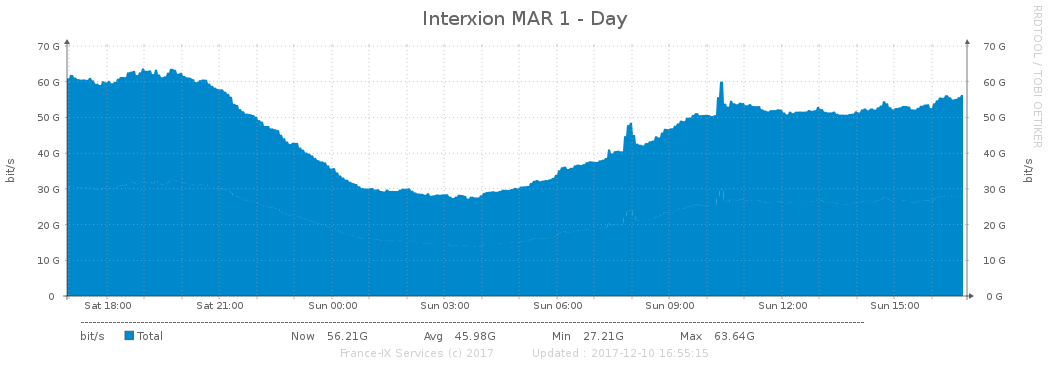 Interxion MAR 1 - Day
RRDTOOL / TOBI OETIKER
70 G 70 G
60 G 60 G
50 G 50 G
40 G 40 G
30 G 30 G
20 G 20 G
10 G 10 G
0 0 G
bit/s bit/s
Sat 18:00 Sat 21:00 Sun 00:00 Sun 03:00 Sun 06:00 Sun 09:00 Sun 12:00 Sun 15:00
bit/s Total Now 56.21G Avg 45.98G Min 27.21G Max 63.64G
France-IX Services (c) 2017 Updated : 2017-12-10 16:55:15